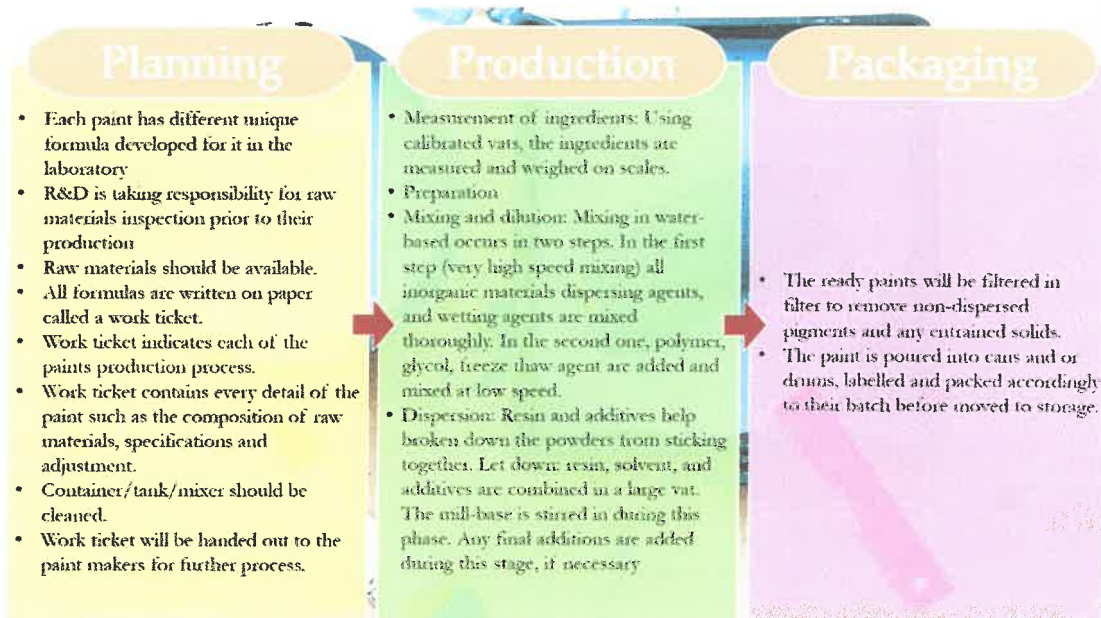 Planning
• Each paint has different unique
formula developed for it in the
laboratory
• R&D is taking responsibility for raw
materials inspection prior to their
production
• Raw materials should be available.
• All formulas are written on paper
called a work ticket.
• Work ticket indicates each of the
paints production process.
• Work ticket contains every detail of the
paint such as the composition of raw
materials, specifications and
adjustment.
• Container/tank/mixer should be
cleaned.
• Work ticket will be handed out to the
paint makers for further process.
Production
• Measurement of ingredients: Using
calibrated vats, the ingredients are
measured and weighed on scales.
• Preparation
• Mixing and dilution: Mixing in water-
based occurs in two steps. In the first
step (very high speed mixing) all
inorganic materials dispersing agents,
and wetting agents are mixed
thoroughly. In the second one, polymer,
glycol, freeze thaw agent are added and
mixed at low speed.
• Dispersion: Resin and additives help
broken down the powders from sticking
together. Let down: resin, solvent, and
additives are combined in a large vat.
The mill-base is stirred in during this
phase. Any final additions are added
during this stage, if necessary
Packaging
• The ready paints will be filtered in
filter to remove non-dispersed
pigments and any entrained solids.
• The paint is poured into cans and or
drums, labelled and packed accordingly
to their batch before moved to storage.